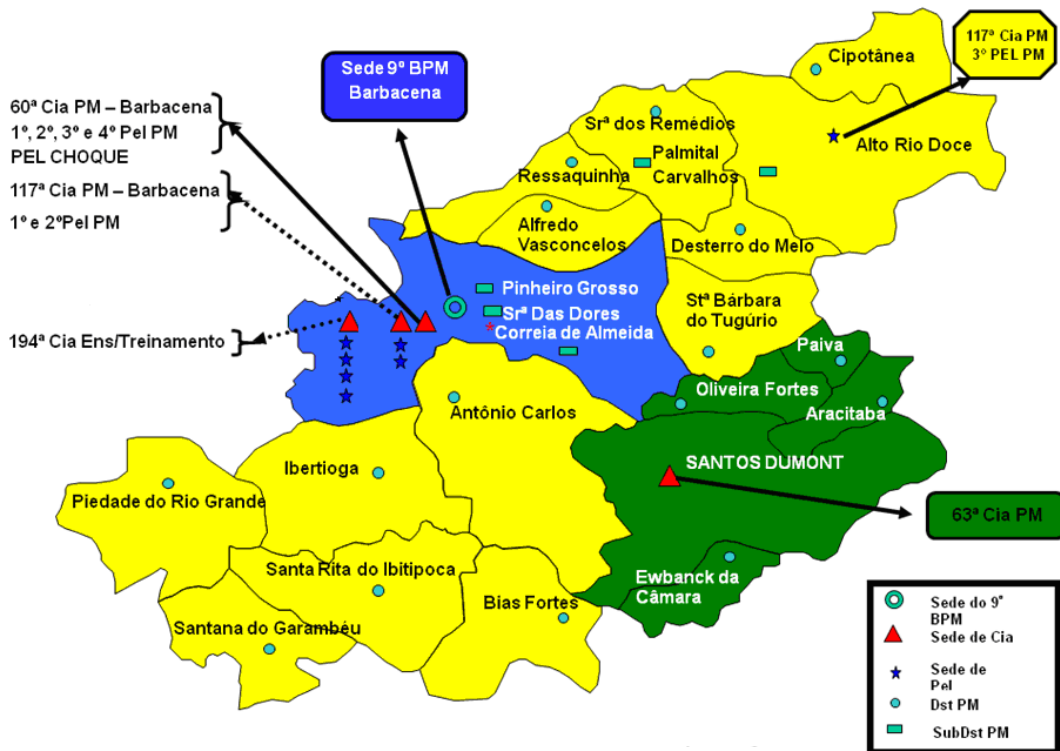 117ª Cia PM
3º PEL PM
Cipotânea
Sede 9º BPM
Barbacena
60ª Cia PM – Barbacena
1º, 2º, 3º e 4º Pel PM
PEL CHOQUE
117ª Cia PM – Barbacena
1º e 2ºPel PM
194ª Cia Ens/Treinamento
Srª dos Remédios
Alto Rio Doce
Palmital
Carvalhos
Ressaquinha
Alfredo
Vasconcelos
Desterro do Melo
Pinheiro Grosso
Srª Das Dores
*Correia de Almeida
Stª Bárbara
do Tugúrio
Paiva
Oliveira Fortes
Aracitaba
Antônio Carlos
SANTOS DUMONT
Ibertioga
Piedade do Rio Grande
63ª Cia PM
Santa Rita do Ibitipoca
Ewbanck da
Câmara
Bias Fortes
Santana do Garambéu
Sede do 9°
BPM
Sede de Cia
Sede de
Pel
Dst PM
SubDst PM